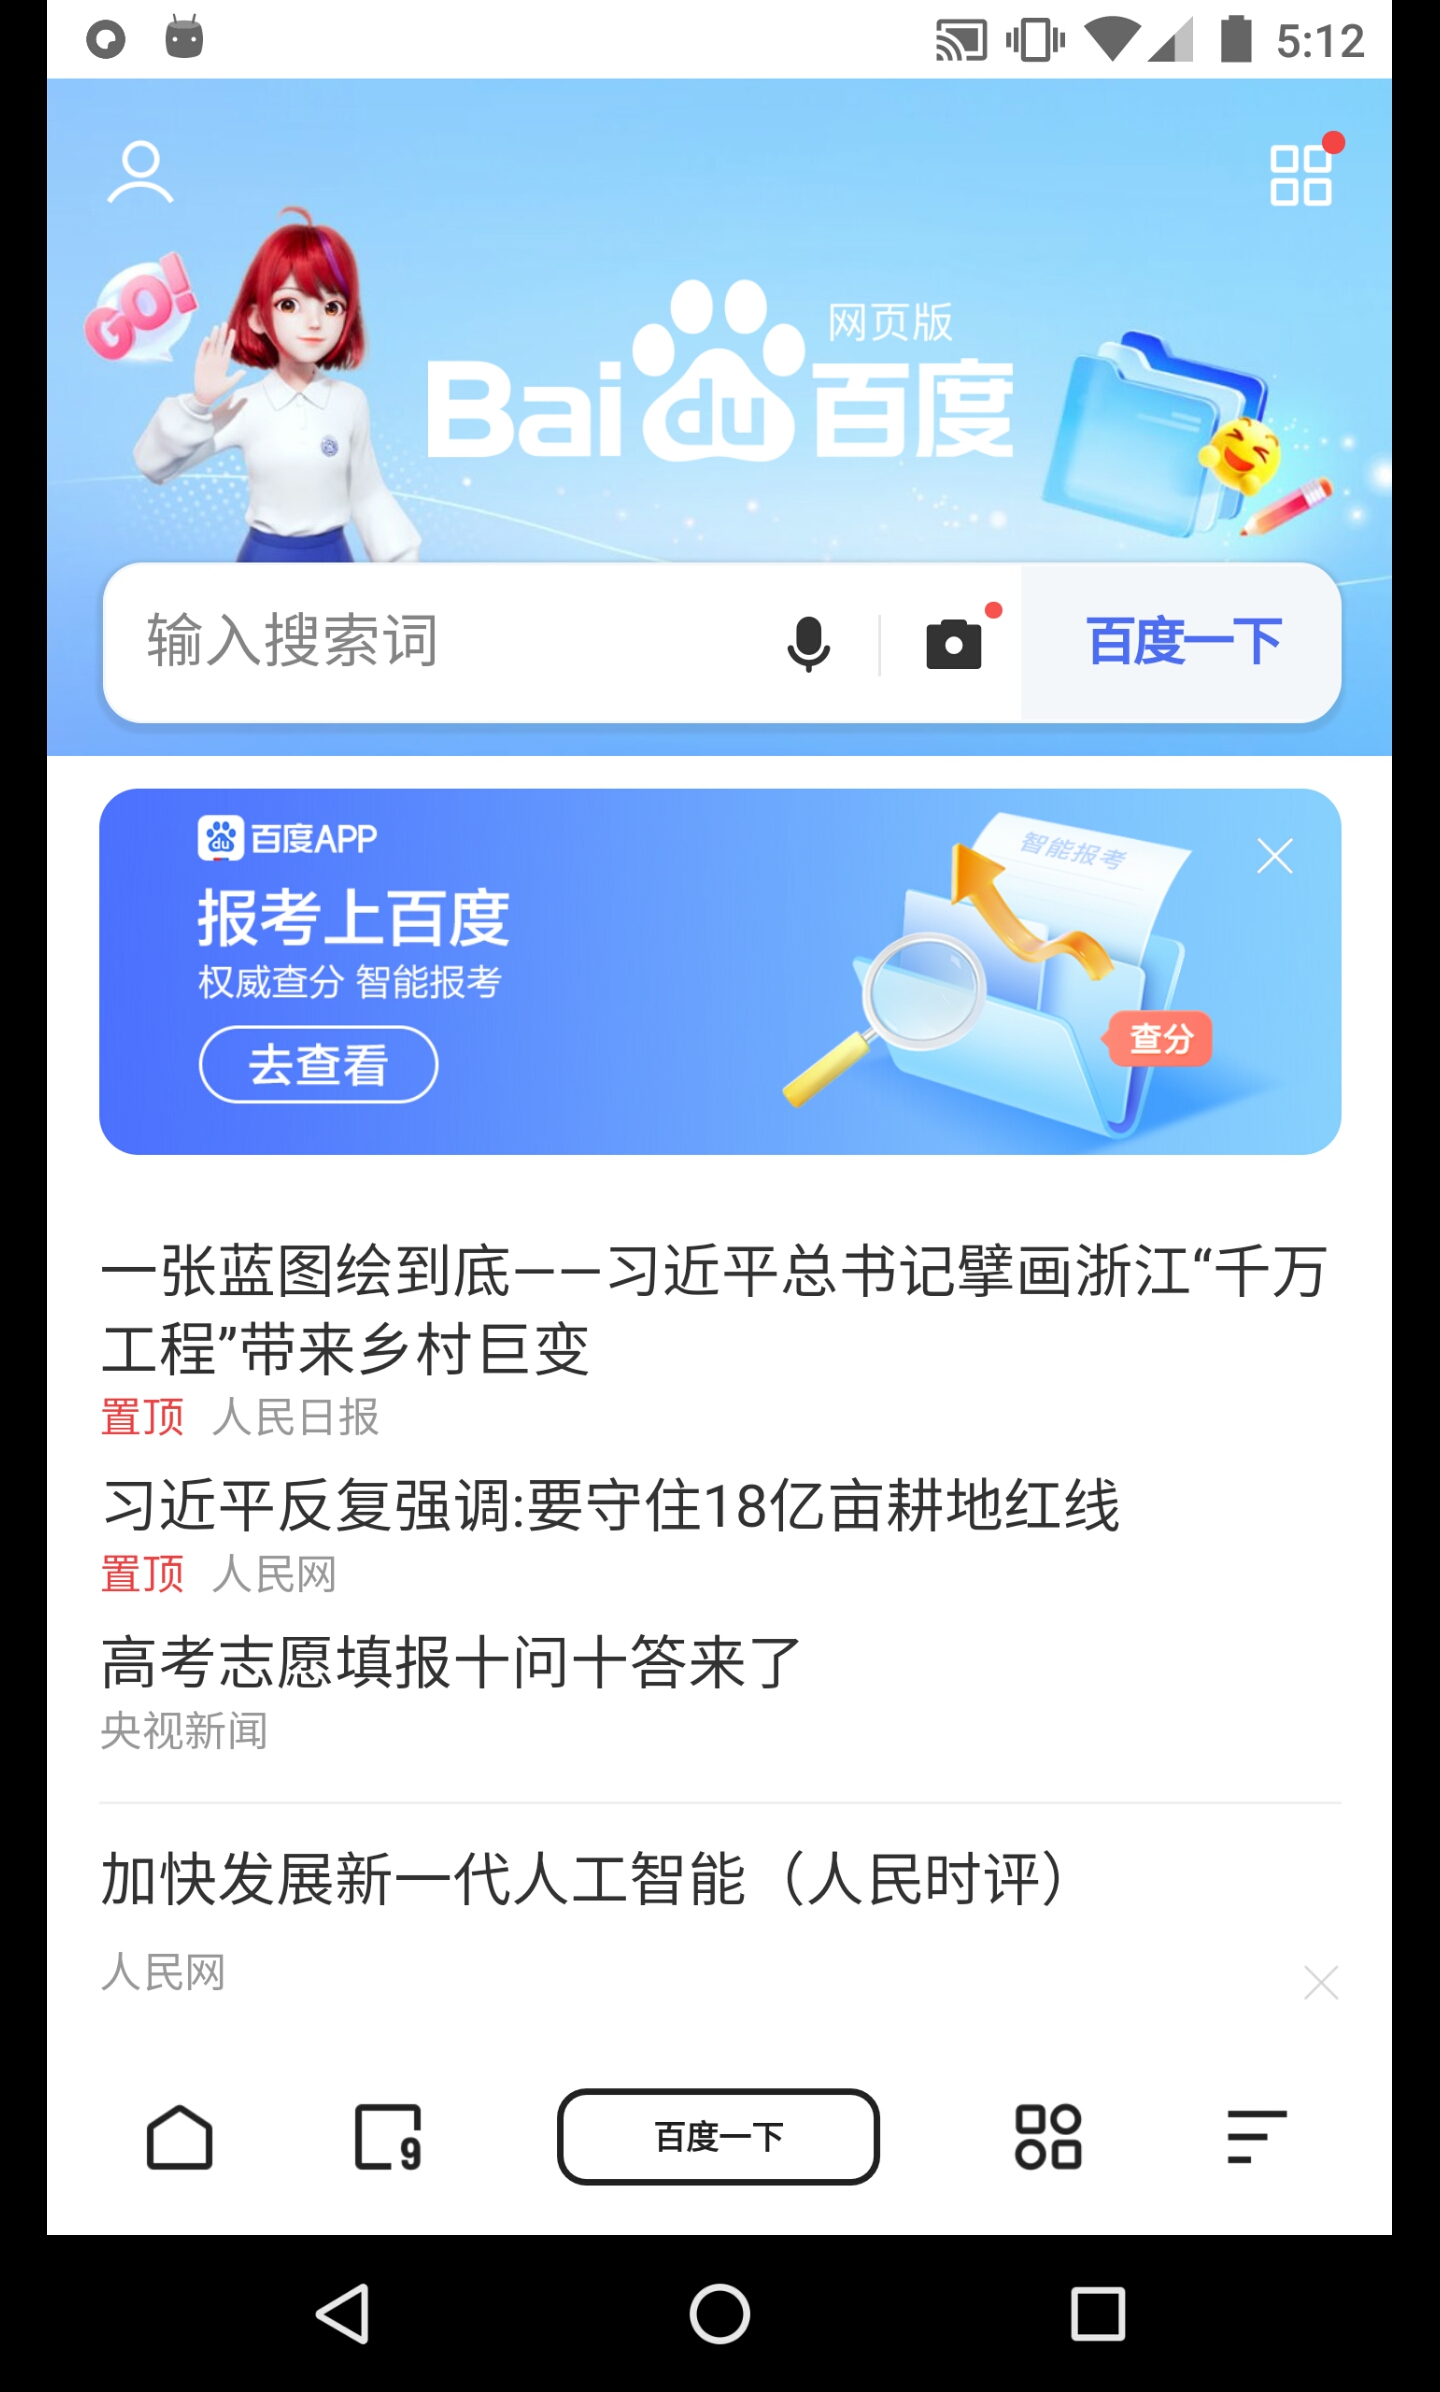 5:12
GO!
网页版
Bai du 百度
输入搜索词
百度一下
du 百度APP
智能报考
报考上百度
权威查分 智能报考
去查看
查分
一张蓝图绘到底——习近平总书记擘画浙江“千万
工程”带来乡村巨变
置顶 人民日报
习近平反复强调:要守住18亿亩耕地红线
置顶 人民网
高考志愿填报十问十答来了
央视新闻
加快发展新一代人工智能（人民时评）
人民网
9
百度一下